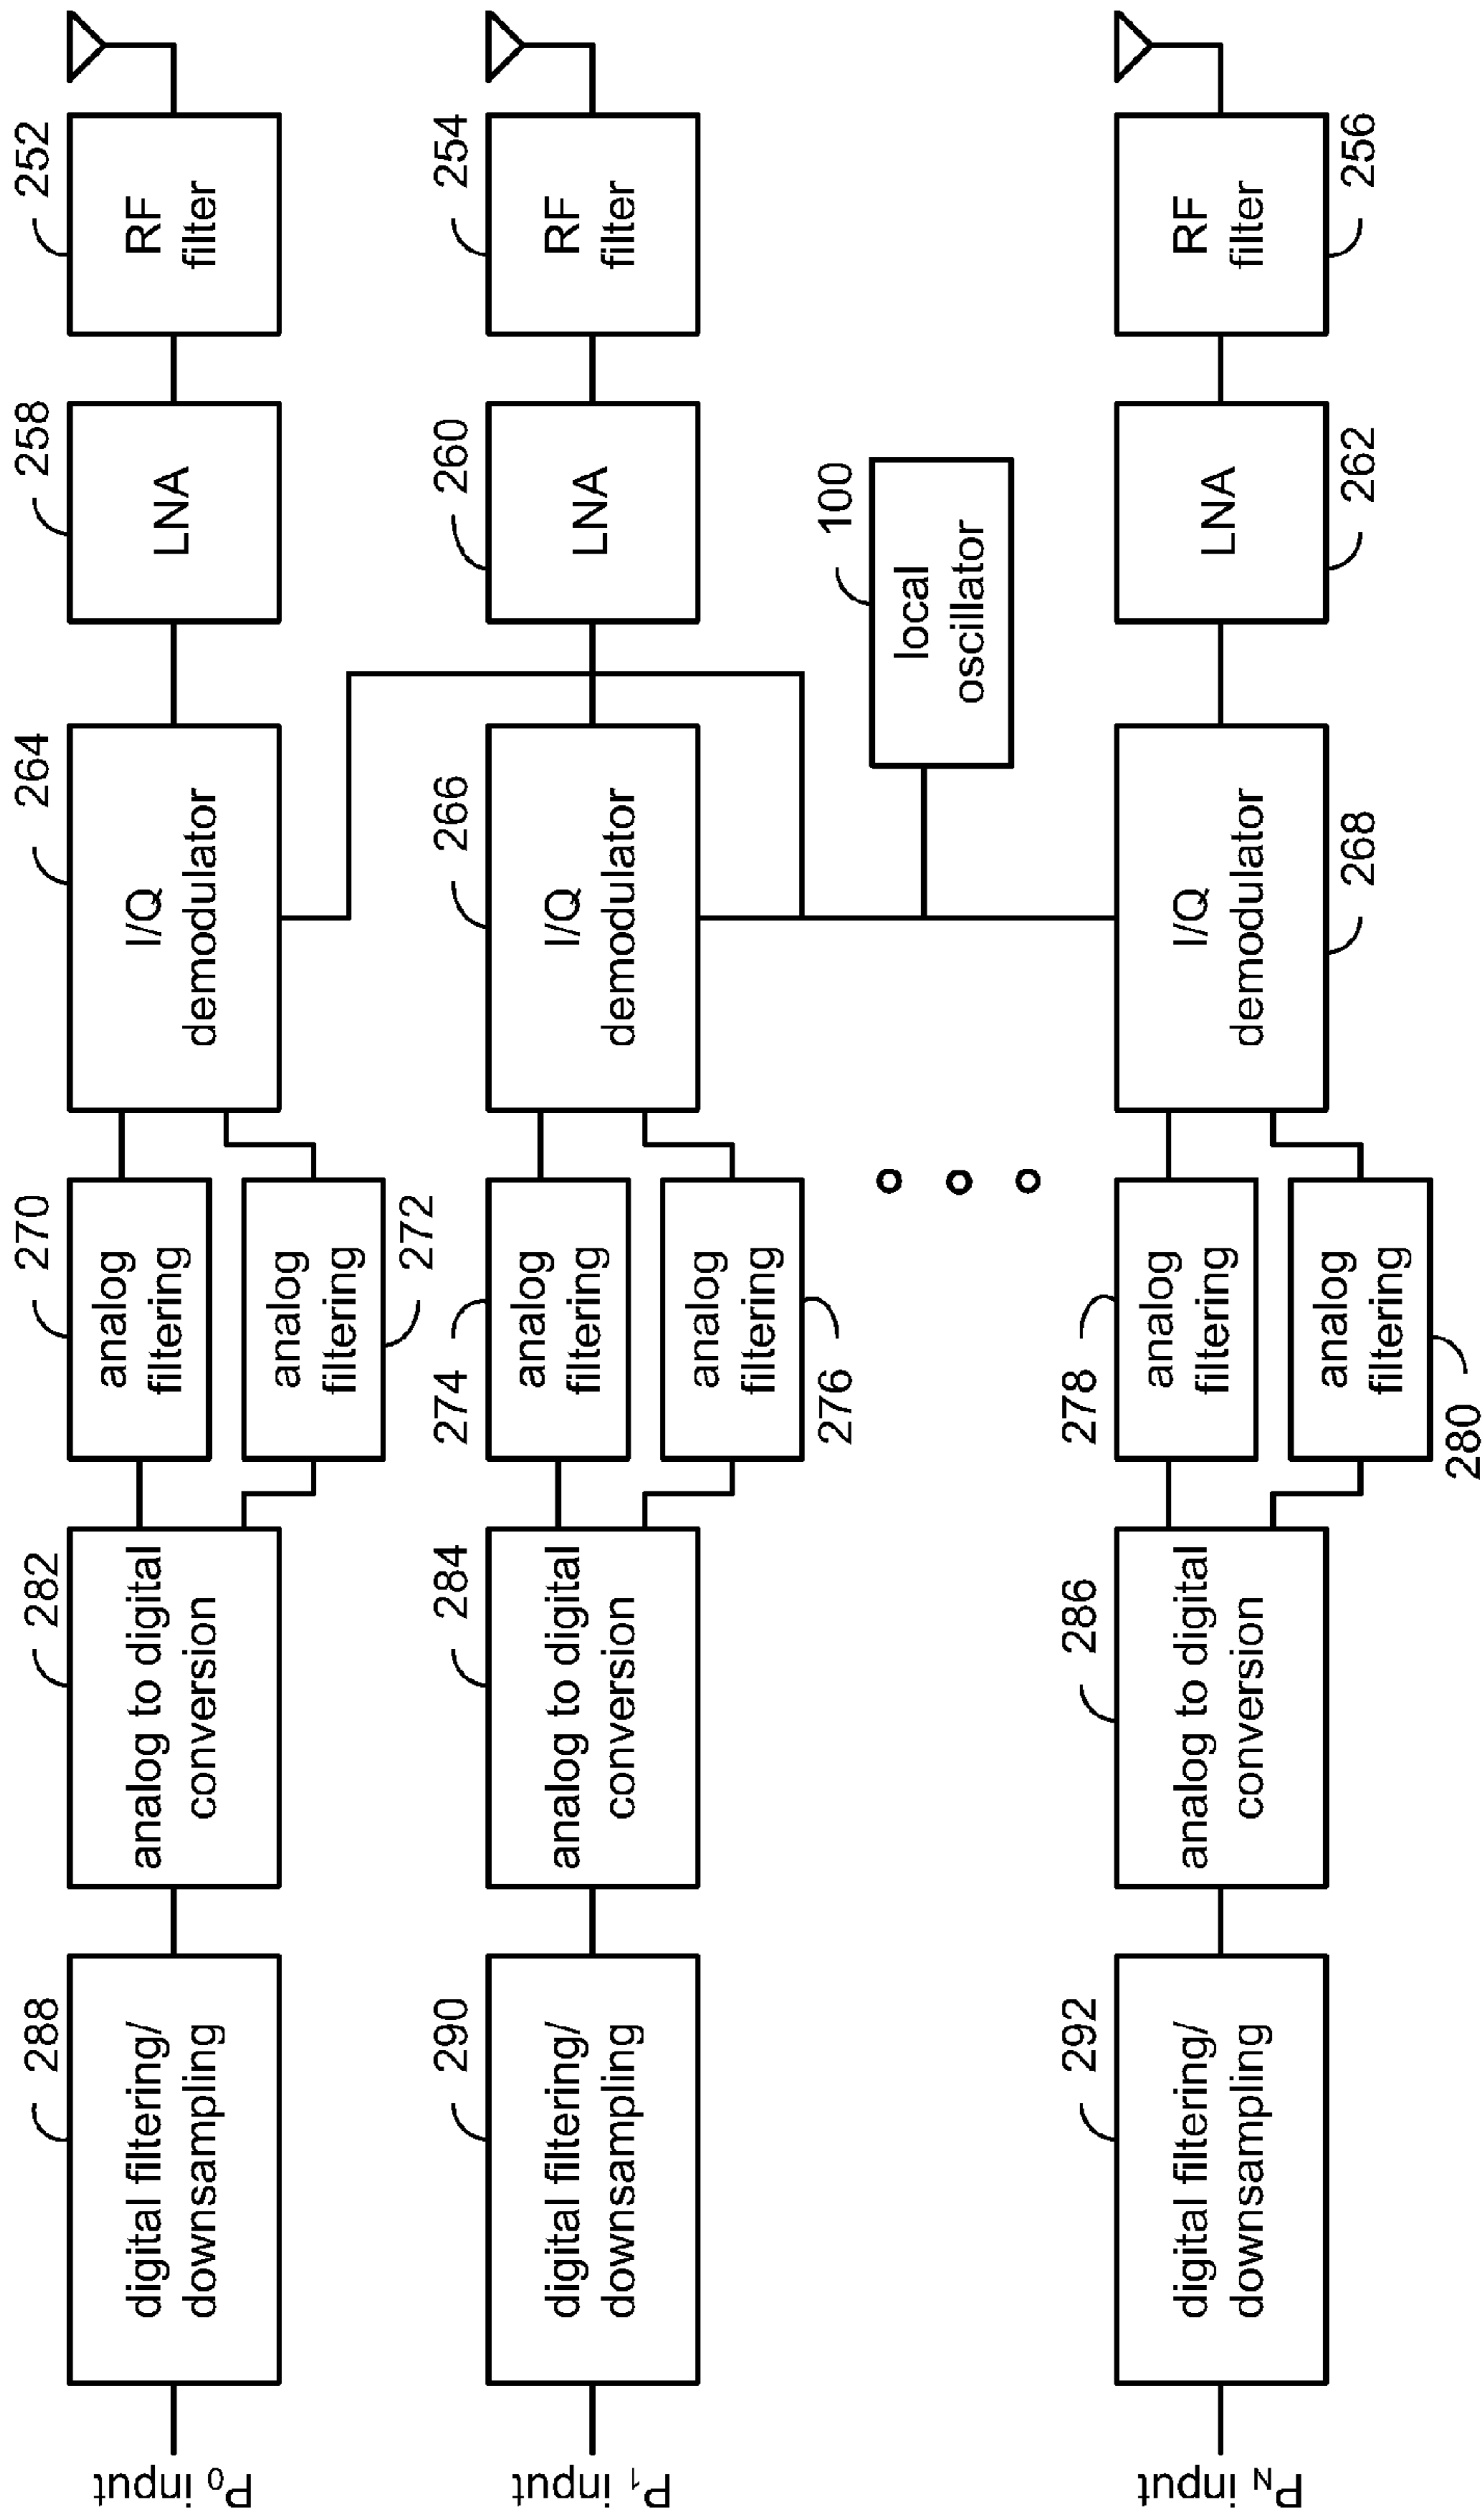 252
RF
filter
258
LNA
264
I/Q
demodulator
270
analog
filtering
272
analog
filtering
282
analog to digital
conversion
288
digital filtering/
downsampling
P0 input
254
RF
filter
260
LNA
266
I/Q
demodulator
274
analog
filtering
276
analog
filtering
284
analog to digital
conversion
290
digital filtering/
downsampling
P1 input
100
local
oscillator
256
RF
filter
262
LNA
268
I/Q
demodulator
278
analog
filtering
280
analog
filtering
286
analog to digital
conversion
292
digital filtering/
downsampling
PN input